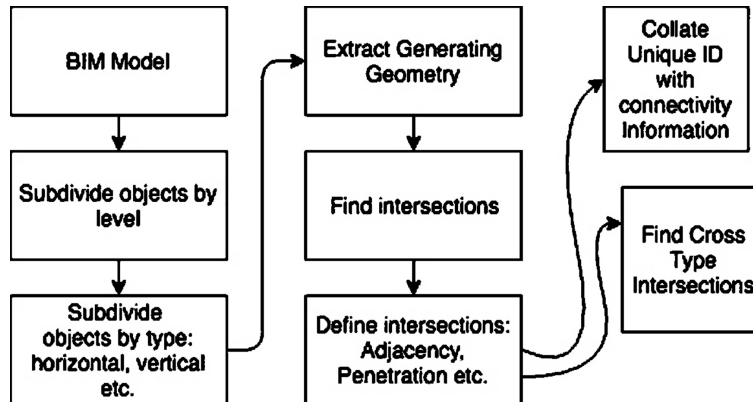 BIM Model
Subdivide objects by
level
Subdivide
objects by type:
horizontal, vertical
etc.
Extract Generating
Geometry
Find intersections
Define intersections:
Adjacency,
Penetration etc.
Collate
Unique ID
with
connectivity
Information
Find Cross
Type
Intersections